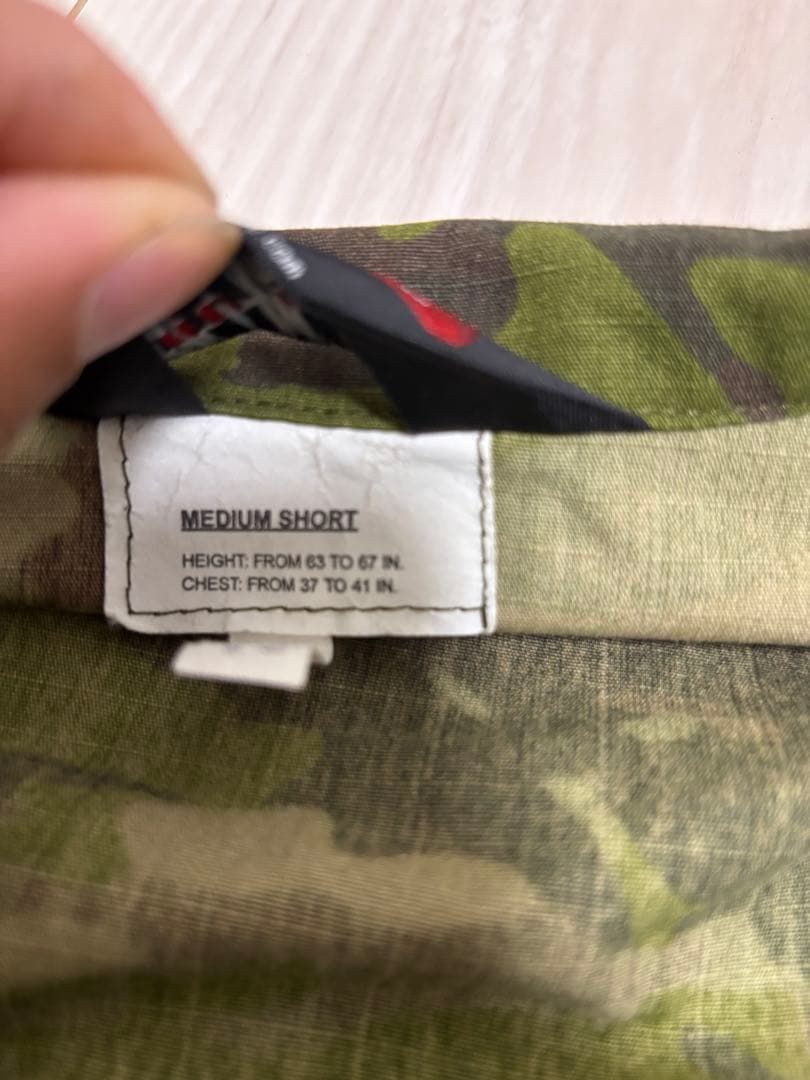 MEDIUM SHORT
HEIGHT: FROM 63 TO 67 IN.
CHEST: FROM 37 TO 41 IN.